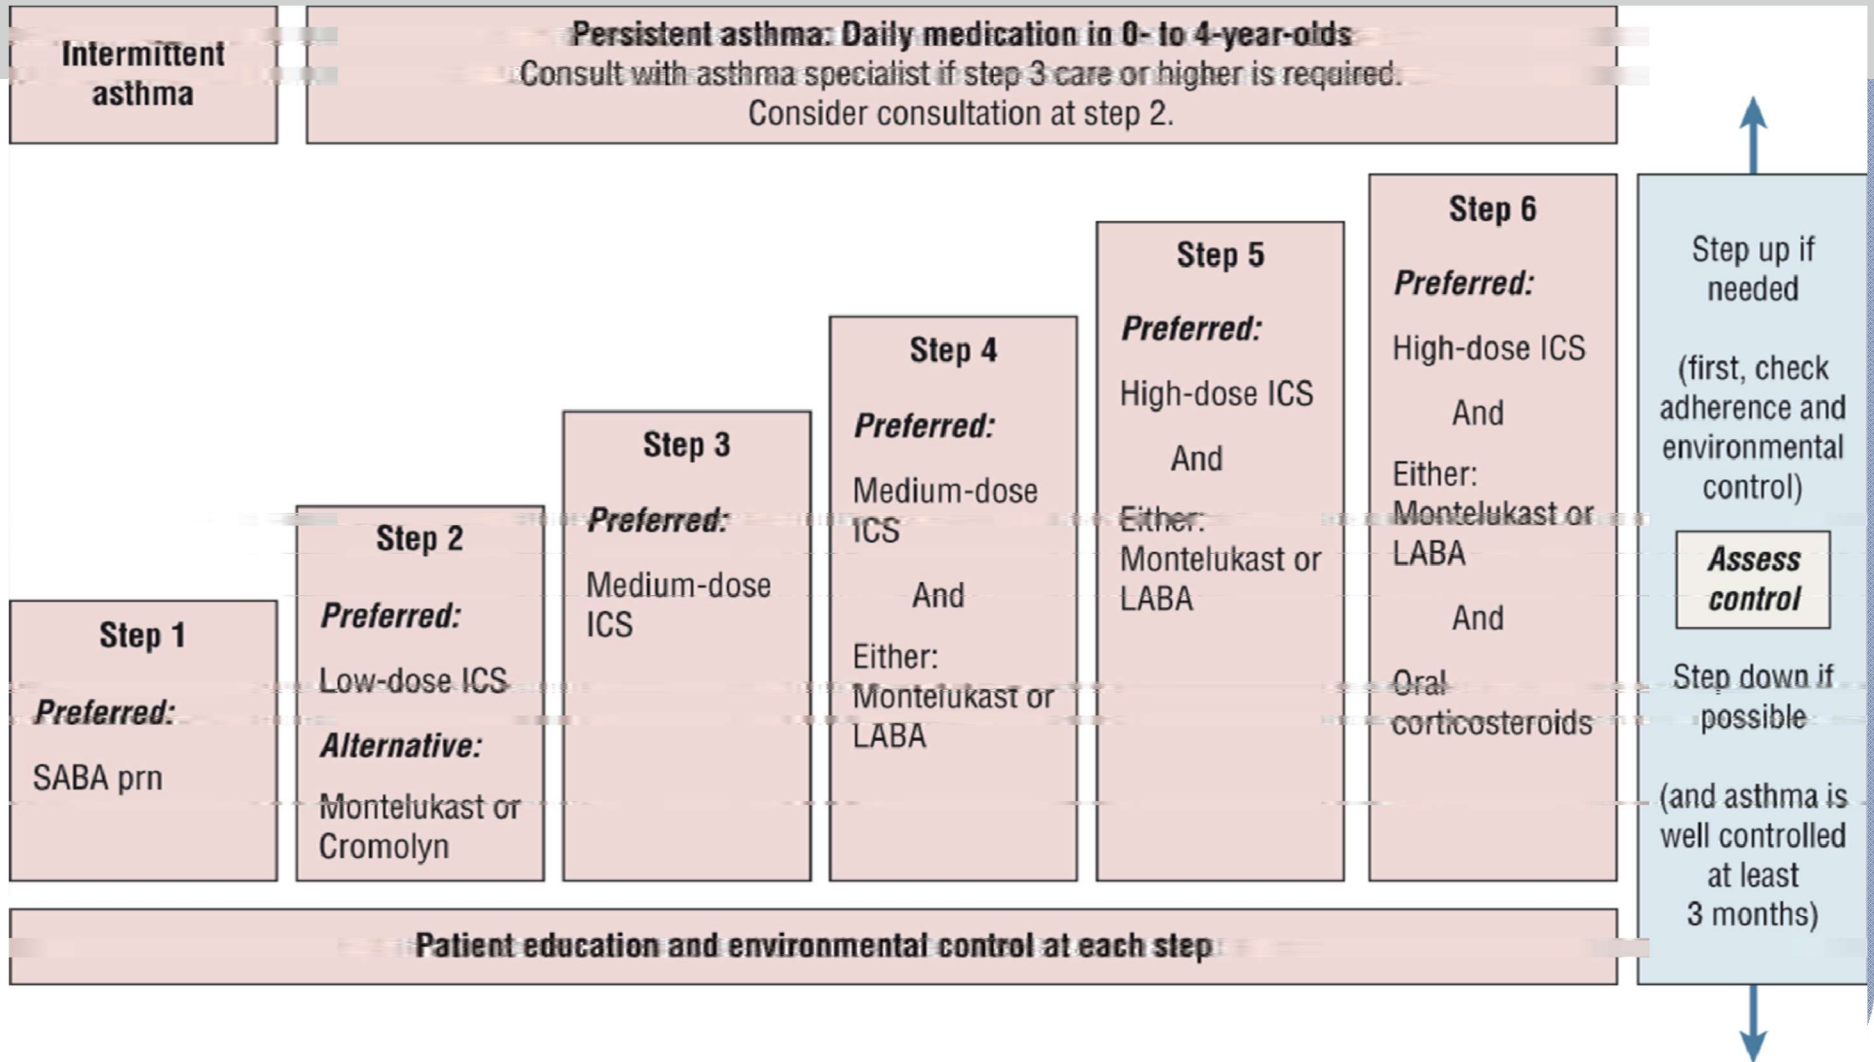 Intermittent
asthma
Persistent asthma: Daily medication in 0- to 4-year-olds
Consult with asthma specialist if step 3 care or higher is required.
Consider consultation at step 2.
Step 1
Preferred:
SABA prn
Step 2
Preferred:
Low-dose ICS
Alternative:
Montelukast or
Cromolyn
Step 3
Preferred:
Medium-dose
ICS
Step 4
Preferred:
Medium-dose
ICS
And
Either:
Montelukast or
LABA
Step 5
Preferred:
High-dose ICS
And
Either:
Montelukast or
LABA
Step 6
Preferred:
High-dose ICS
And
Either:
Montelukast or
LABA
And
Oral
corticosteroids
Step up if
needed
(first, check
adherence and
environmental
control)
Assess
control
Step down if
possible
(and asthma is
well controlled
at least
3 months)
Patient education and environmental control at each step